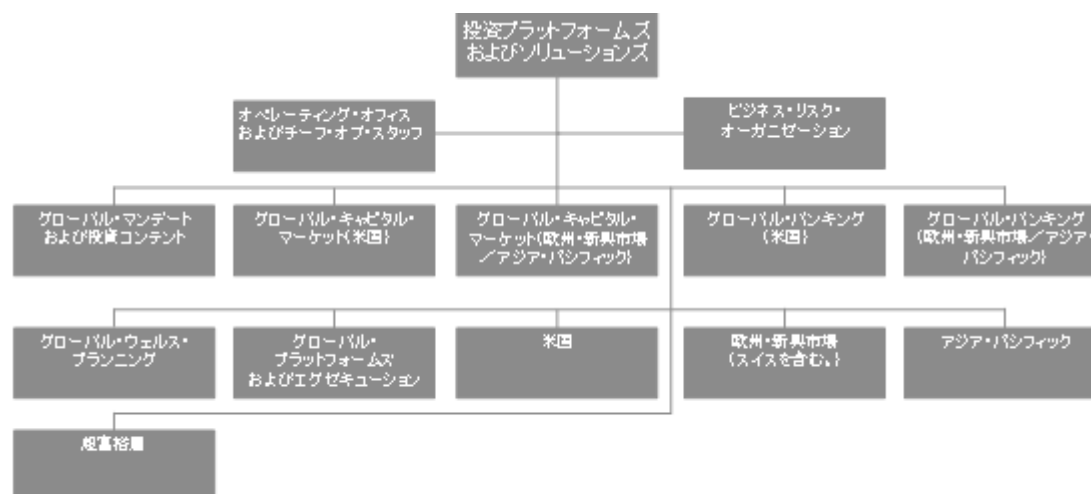 投資プラットフォームズ
およびソリューションズ
オペレーティング・オフィス
およびチーフ・オブ・スタッフ
ビジネス・リスク・
オーガニゼーション
グローバル・マンデート
および投資コンテント
グローバル・キャピタル・
マーケット(米国)
グローバル・キャピタル・
マーケット(欧州・新興市場
／アジア・パシフィック)
グローバル・バンキング
(米国)
グローバル・バンキング
(欧州・新興市場／アジア・
パシフィック)
グローバル・ウェルス・
プランニング
グローバル・
プラットフォームズ
およびエグゼキューション
米国
欧州・新興市場
(スイスを含む。)
アジア・パシフィック
超富裕層